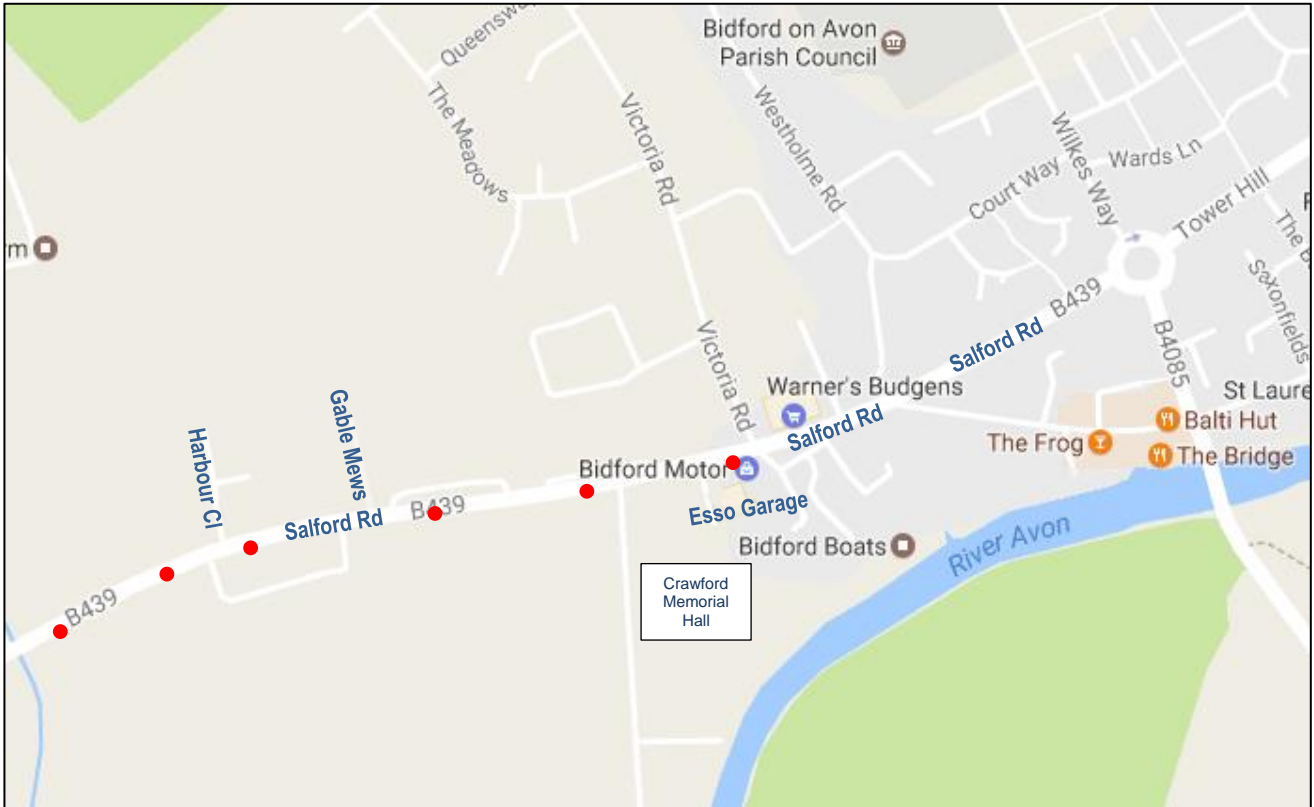 Bidford on Avon
Parish Council
Queensway
The Meadows
Victoria Rd
Westholme Rd
Wilkes Way
Wards Ln
Court Way
Tower Hill
The B
Saxonfields
rm
B439
Salford Rd
B4085
Victoria Rd
Warner's Budgens
St Laure
Balti Hut
The Frog
The Bridge
Salford Rd
Gable Mews
Harbour Cl
Bidford Motor
B439
Salford Rd
Esso Garage
Bidford Boats
River Avon
Crawford
Memorial
Hall
B439